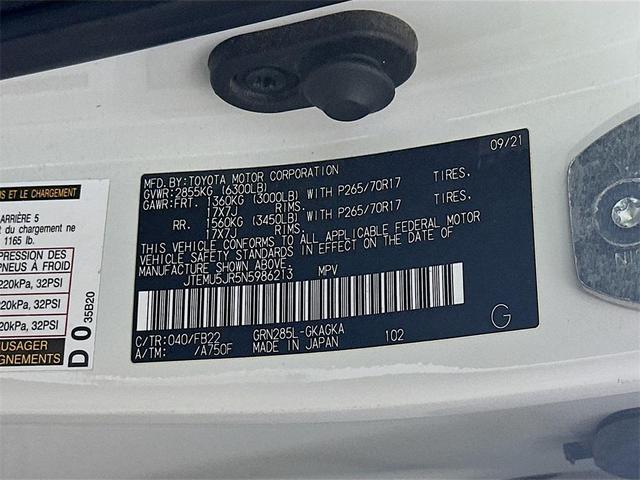 09/21
MFD.BY:TOYOTA MOTOR CORPORATION
GVWR:2855KG (6300LB)
GAWR:FRT. 1360KG (3000LB) WITH P265/70R17 TIRES,
17X7J RIMS.
RR. 1560KG (3450LB) WITH P265/70R17 TIRES,
17X7J RIMS.
THIS VEHICLE CONFORMS TO ALL APPLICABLE FEDERAL MOTOR
VEHICLE SAFETY STANDARDS IN EFFECT ON THE DATE OF
MANUFACTURE SHOWN ABOVE.
JTEMU5JR5N5986213 MPV
C/TR:040/FB22 GRN285L-GKAGKA 102
A/TM: /A750F MADE IN JAPAN
G
S ET LE CHARGEMENT
ARRIÈRE 5
t du chargement ne
1165 lb.
PRESSION DES
PNEUS À FROID
220kPa, 32PSI
220kPa, 32PSI
220kPa, 32PSI
USAGER
GNEMENTS
D0
35B20